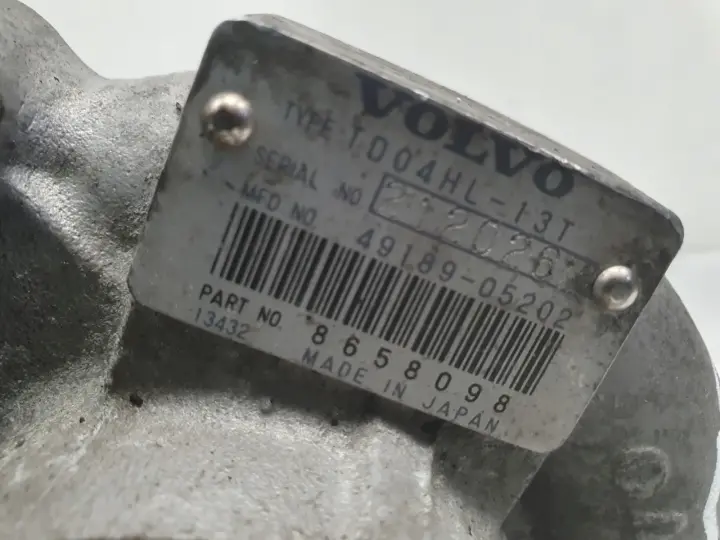 VOLVO
TYPE TD04HL-13T
SERIAL NO
MFD NO. 49189-05202
PART NO. 8658098
13432 MADE IN JAPAN